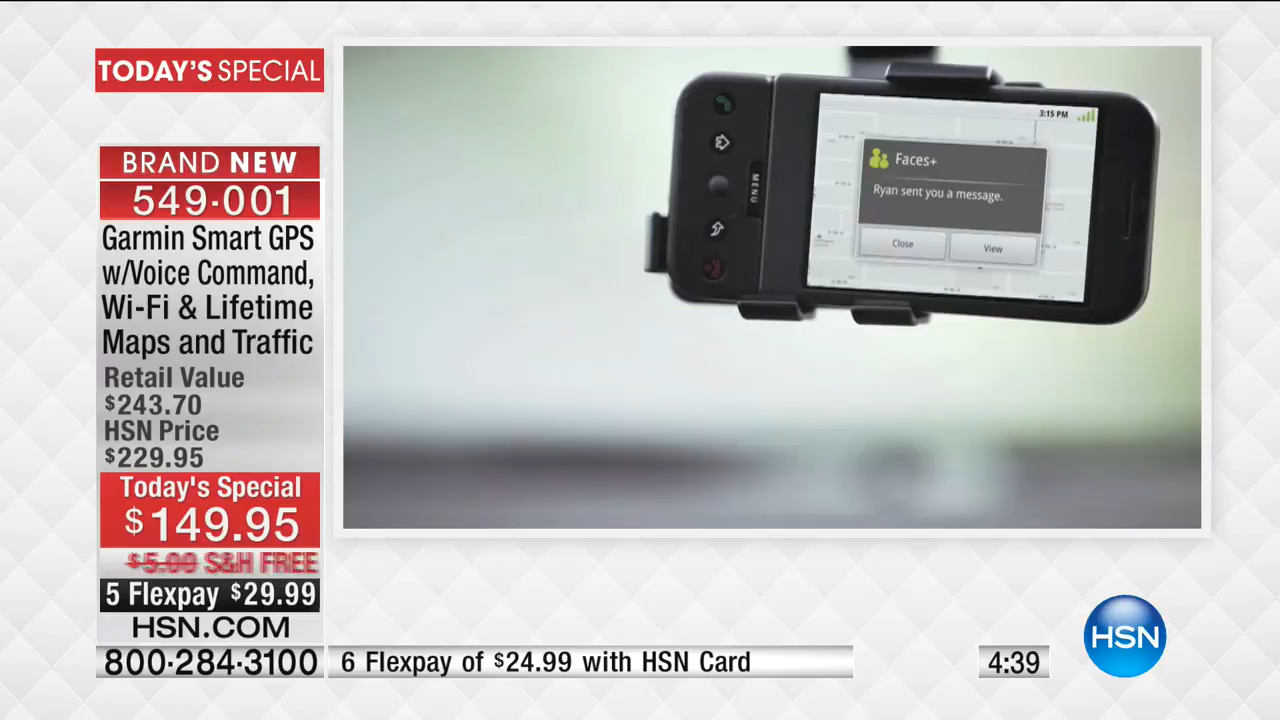 TODAY'S SPECIAL
BRAND NEW
549·001
Garmin Smart GPS
w/Voice Command,
Wi-Fi & Lifetime
Maps and Traffic
Retail Value
$243.70
HSN Price
$229.95
Today's Special
$149.95
$5.00 S&H FREE
5 Flexpay $29.99
HSN.COM
800·284·3100
6 Flexpay of $24.99 with HSN Card
4:39
HSN
3:15 PM
Faces+
Ryan sent you a message.
Close
View
MENU